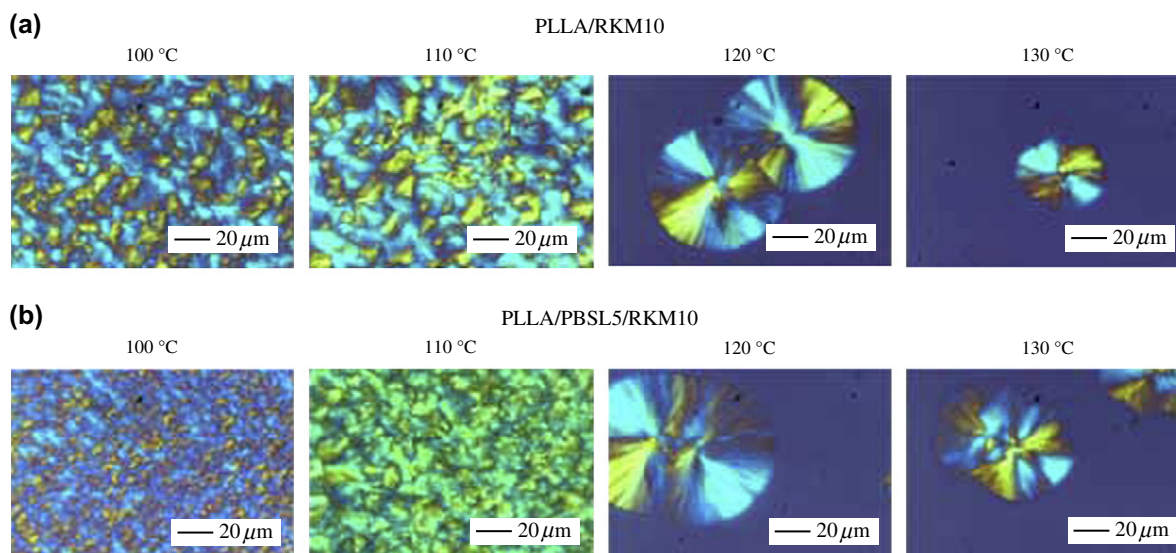 (a)
PLLA/RKM10
100 °C 110 °C 120 °C 130 °C
20 μm 20 μm 20 μm 20 μm
(b)
PLLA/PBSL5/RKM10
100 °C 110 °C 120 °C 130 °C
20 μm 20 μm 20 μm 20 μm